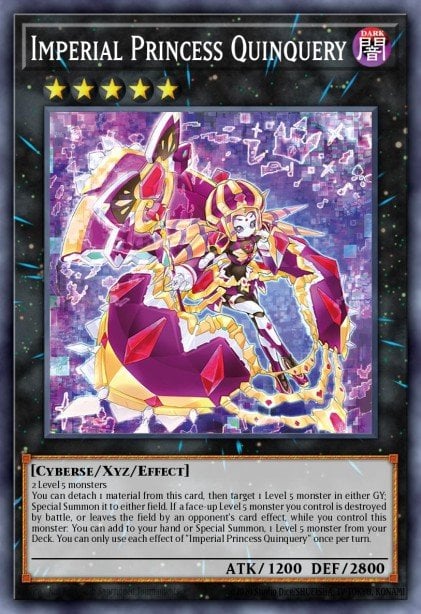 IMPERIAL PRINCESS QUINQUERY
DARK
闇
[CYBERSE/XYZ/EFFECT]
2 Level 5 monsters
You can detach 1 material from this card, then target 1 Level 5 monster in either GY;
Special Summon it to either field. If a face-up Level 5 monster you control is destroyed
by battle, or leaves the field by an opponent's card effect, while you control this
monster: You can add to your hand or Special Summon, 1 Level 5 monster from your
Deck. You can only use each effect of "Imperial Princess Quinquery" once per turn.
ATK/1200 DEF/2800